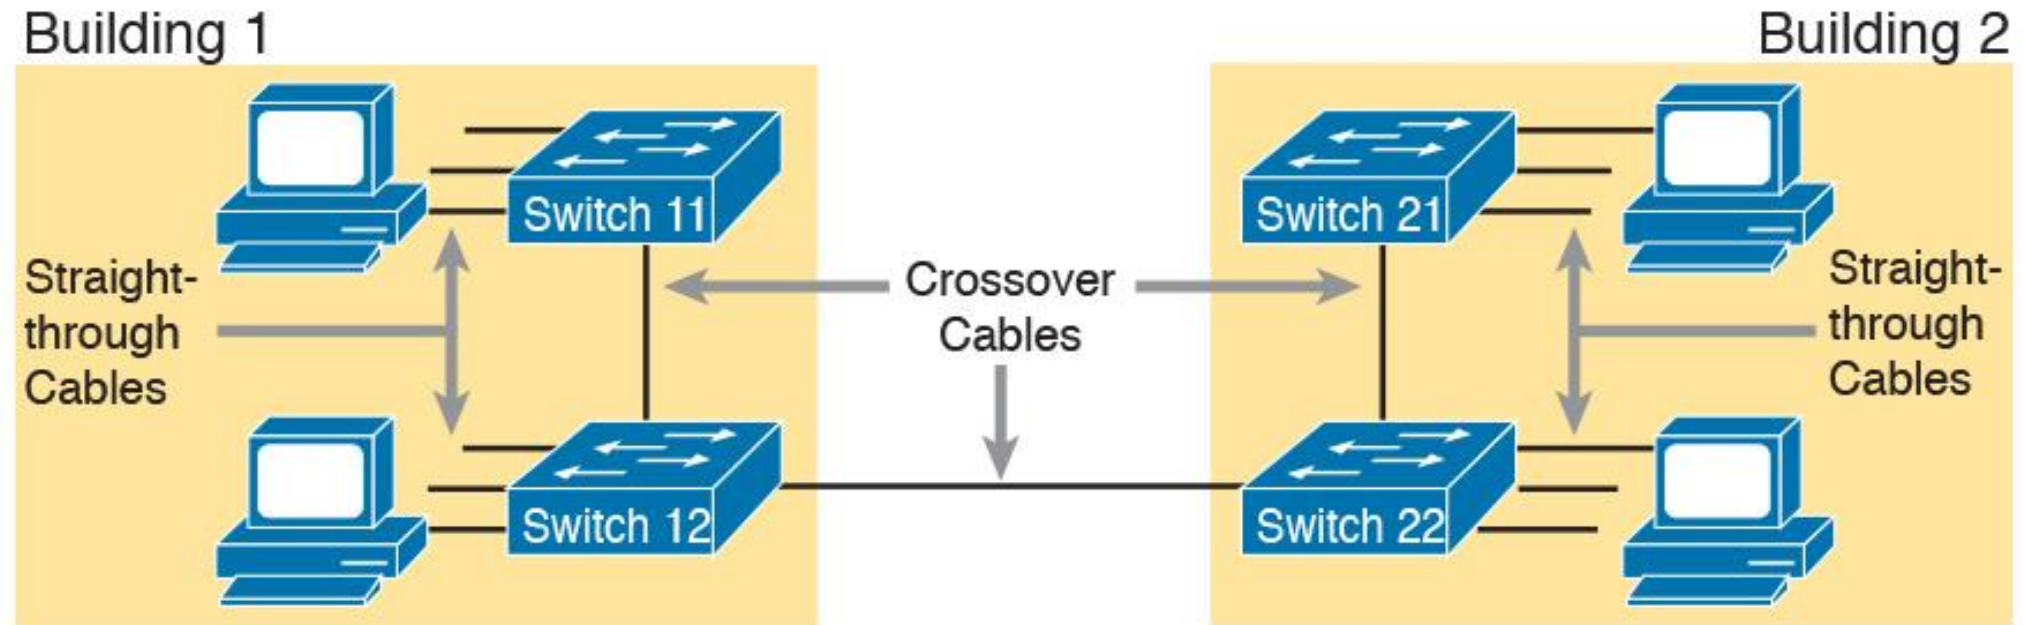 Building 1
Building 2
Switch 11
Switch 21
Straight-
through
Cables
Crossover
Cables
Straight-
through
Cables
Switch 12
Switch 22